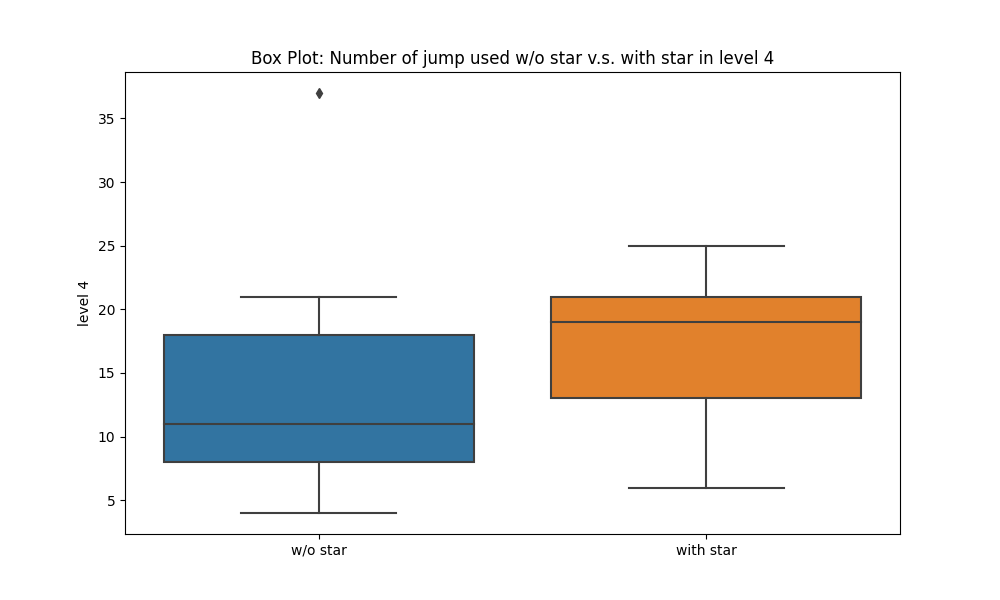 Box Plot: Number of jump used w/o star v.s. with star in level 4
35
30
25
20
15
10
5
level 4
w/o star
with star